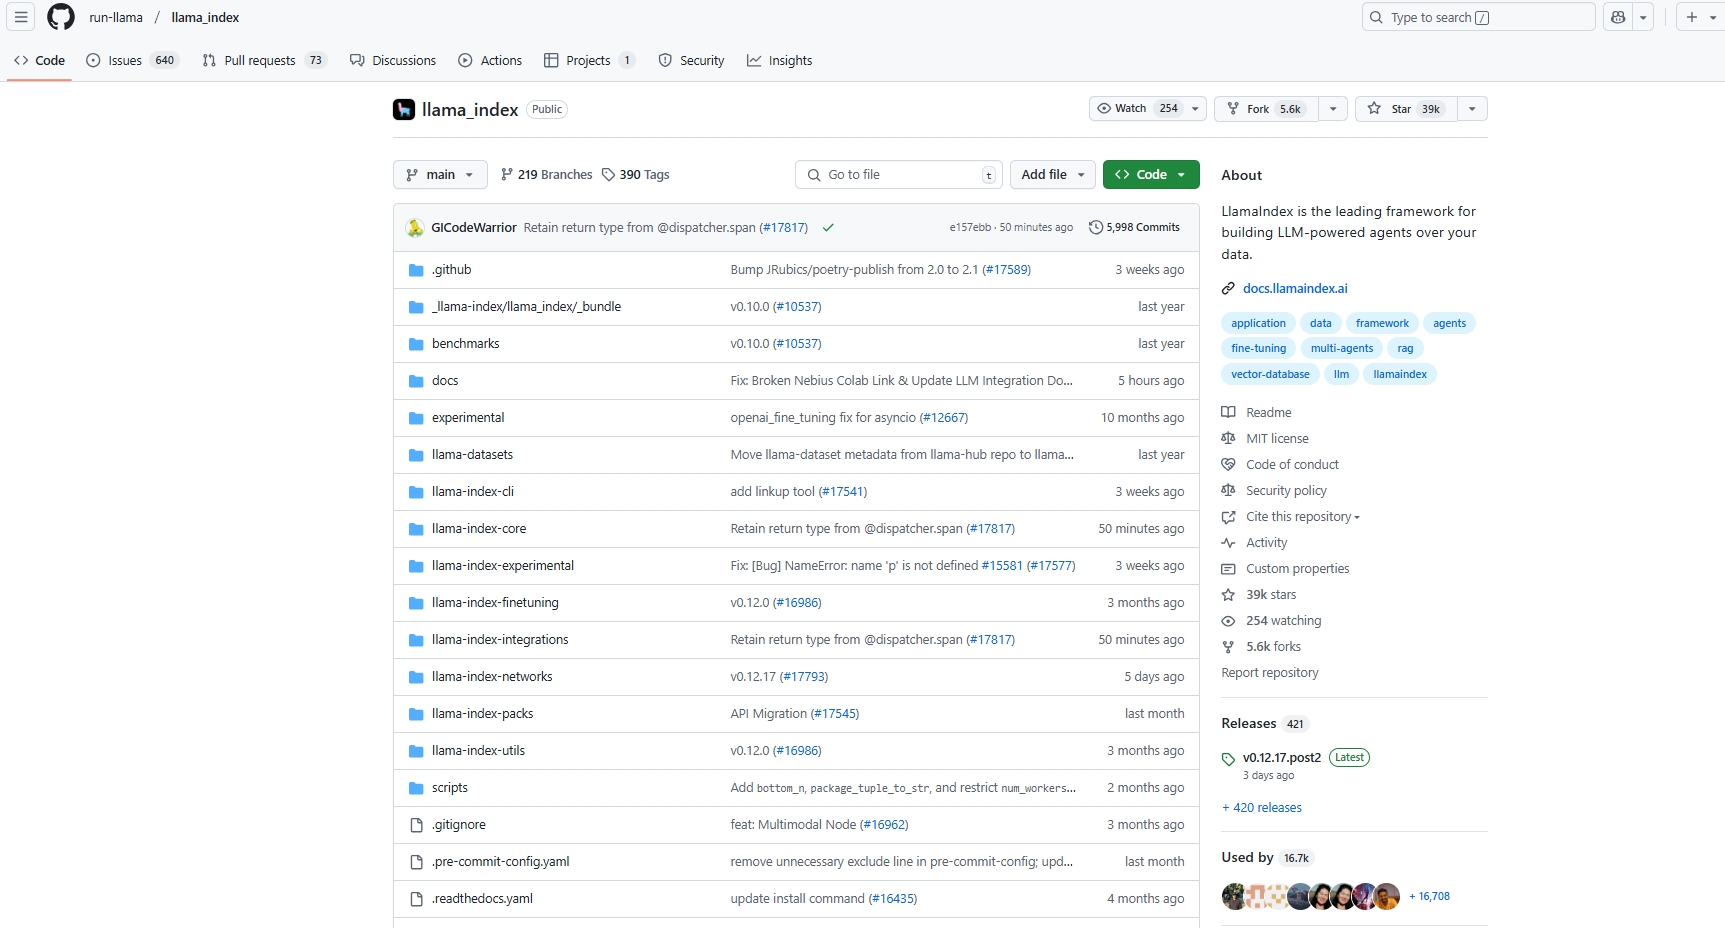 run-llama / llama_index
Type to search /
Code Issues 640 Pull requests 73 Discussions Actions Projects 1 Security Insights
llama_index Public
Watch 254 Fork 5.6k Star 39k
main 219 Branches 390 Tags Go to file t Add file Code
GICodeWarrior Retain return type from @dispatcher.span (#17817) e157ebb · 50 minutes ago 5,998 Commits
.github Bump JRubics/poetry-publish from 2.0 to 2.1 (#17589) 3 weeks ago
_llama-index/llama_index/_bundle v0.10.0 (#10537) last year
benchmarks v0.10.0 (#10537) last year
docs Fix: Broken Nebius Colab Link & Update LLM Integration Do... 5 hours ago
experimental openai_fine_tuning fix for asyncio (#12667) 10 months ago
llama-datasets Move llama-dataset metadata from llama-hub repo to llama... last year
llama-index-cli add linkup tool (#17541) 3 weeks ago
llama-index-core Retain return type from @dispatcher.span (#17817) 50 minutes ago
llama-index-experimental Fix: [Bug] NameError: name 'p' is not defined #15581 (#17577) 3 weeks ago
llama-index-finetuning v0.12.0 (#16986) 3 months ago
llama-index-integrations Retain return type from @dispatcher.span (#17817) 50 minutes ago
llama-index-networks v0.12.17 (#17793) 5 days ago
llama-index-packs API Migration (#17545) last month
llama-index-utils v0.12.0 (#16986) 3 months ago
scripts Add bottom_n, package_tuple_to_str, and restrict num_workers... 2 months ago
.gitignore feat: Multimodal Node (#16962) 3 months ago
.pre-commit-config.yaml remove unnecessary exclude line in pre-commit-config; upd... last month
.readthedocs.yaml update install command (#16435) 4 months ago
About
LlamaIndex is the leading framework for
building LLM-powered agents over your
data.
docs.llamaindex.ai
application data framework agents
fine-tuning multi-agents rag
vector-database llm llamaindex
Readme
MIT license
Code of conduct
Security policy
Cite this repository
Activity
Custom properties
39k stars
254 watching
5.6k forks
Report repository
Releases 421
v0.12.17.post2 Latest
3 days ago
+ 420 releases
Used by 16.7k
+ 16,708